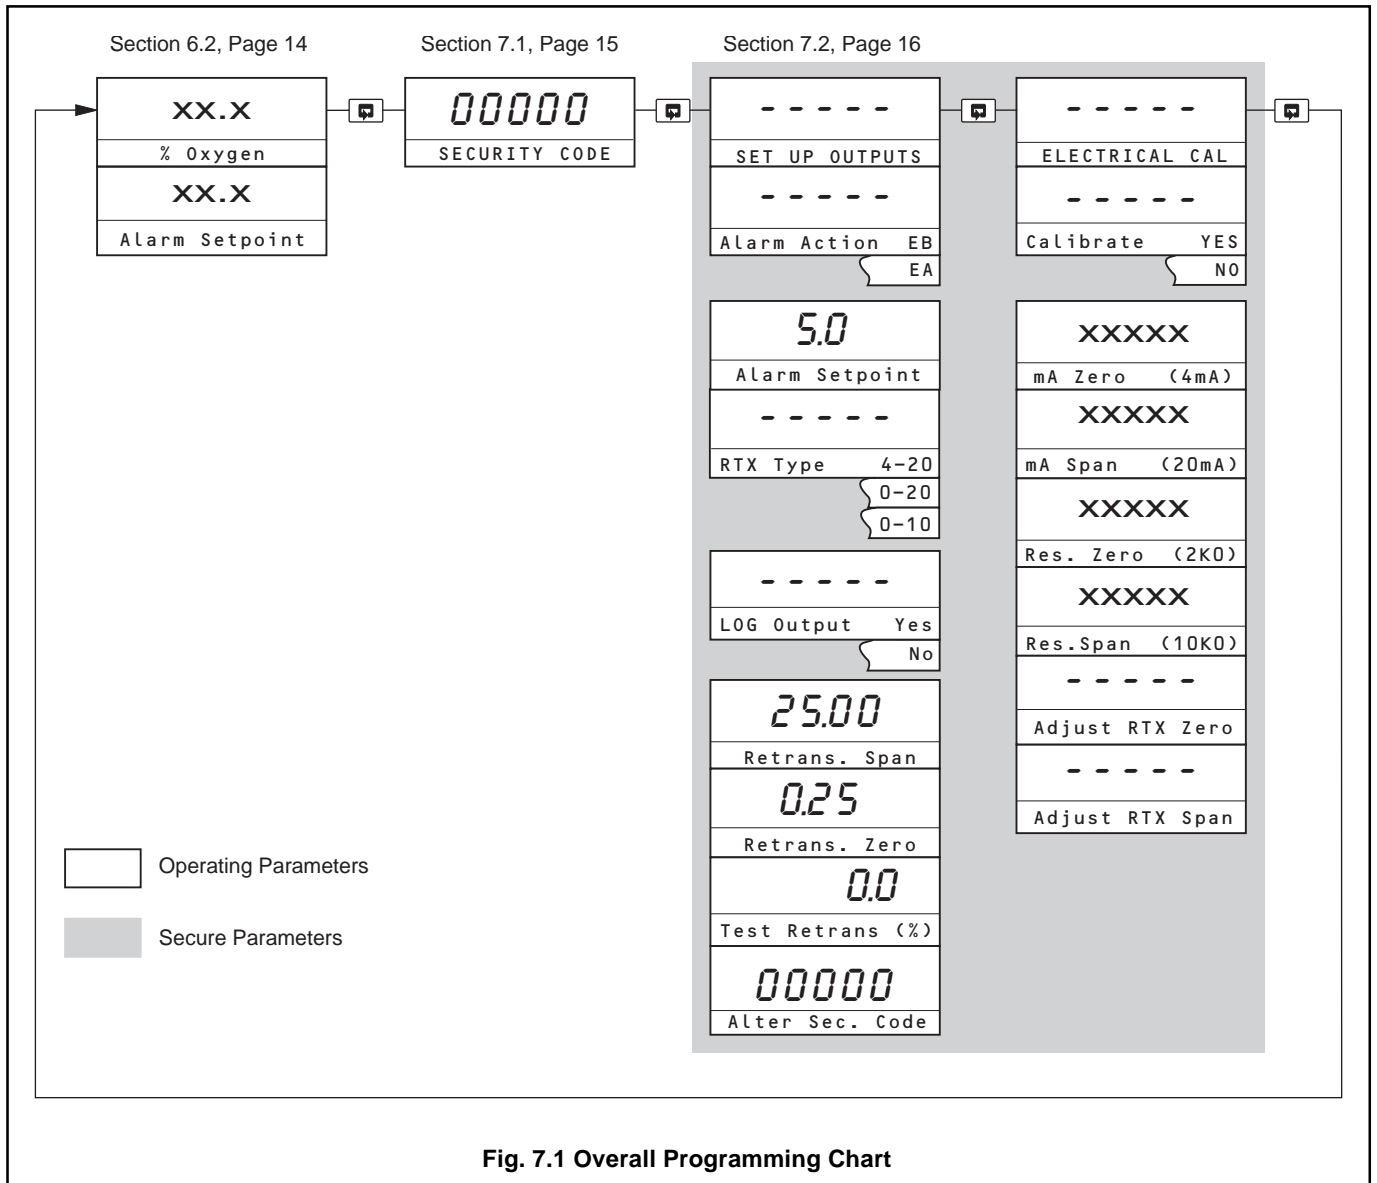 Section 6.2, Page 14
Section 7.1, Page 15
Section 7.2, Page 16
xx.x
% Oxygen
xx.x
Alarm Setpoint
00000
SECURITY CODE
- - - - -
SET UP OUTPUTS
- - - - -
Alarm Action EB
EA
5.0
Alarm Setpoint
- - - - -
RTX Type 4-20
0-20
0-10
- - - - -
LOG Output Yes
No
25.00
Retrans. Span
0.25
Retrans. Zero
0.0
Test Retrans (%)
00000
Alter Sec. Code
- - - - -
ELECTRICAL CAL
- - - - -
Calibrate YES
NO
xxxxx
mA Zero (4mA)
xxxxx
mA Span (20mA)
xxxxx
Res. Zero (2K0)
xxxxx
Res.Span (10K0)
- - - - -
Adjust RTX Zero
- - - - -
Adjust RTX Span
Operating Parameters
Secure Parameters
Fig. 7.1 Overall Programming Chart